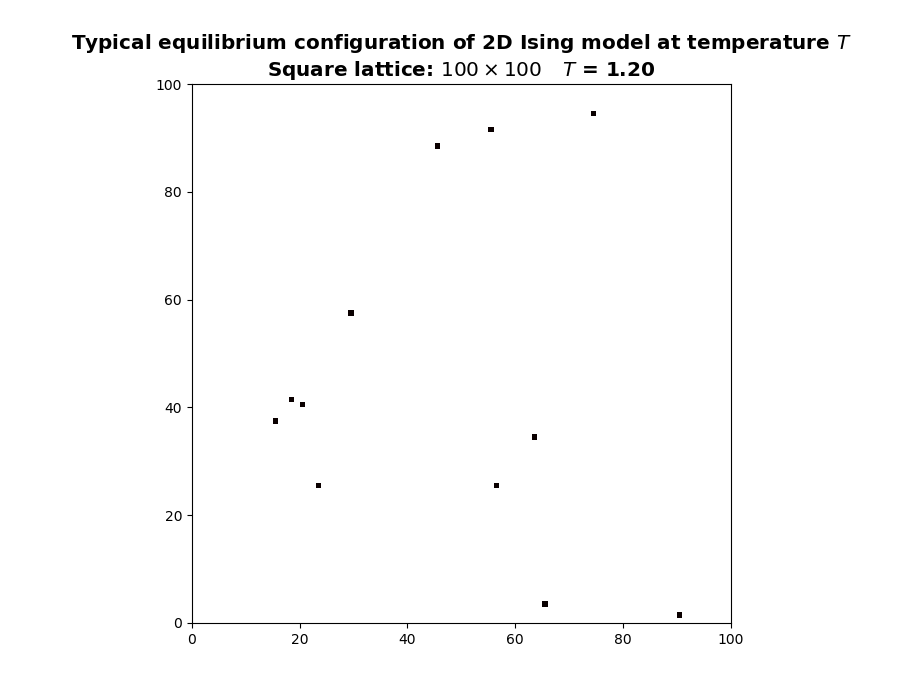 Typical equilibrium configuration of 2D Ising model at temperature T
Square lattice: 100 × 100 T = 1.20
100
80
60
40
20
0
0 20 40 60 80 100